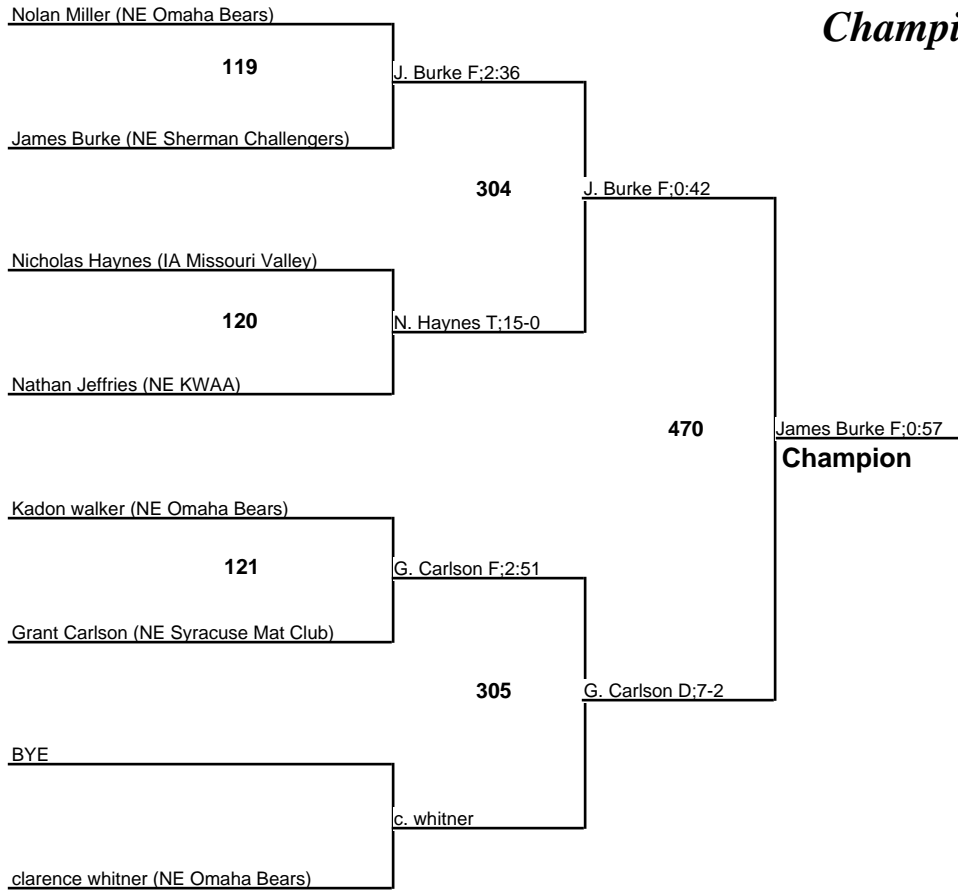 Nolan Miller (NE Omaha Bears)
Champi
119
J. Burke F;2:36
James Burke (NE Sherman Challengers)
304
J. Burke F;0:42
Nicholas Haynes (IA Missouri Valley)
120
N. Haynes T;15-0
Nathan Jeffries (NE KWAA)
470
James Burke F;0:57
Champion
Kadon walker (NE Omaha Bears)
121
G. Carlson F;2:51
Grant Carlson (NE Syracuse Mat Club)
305
G. Carlson D;7-2
BYE
c. whitner
clarence whitner (NE Omaha Bears)